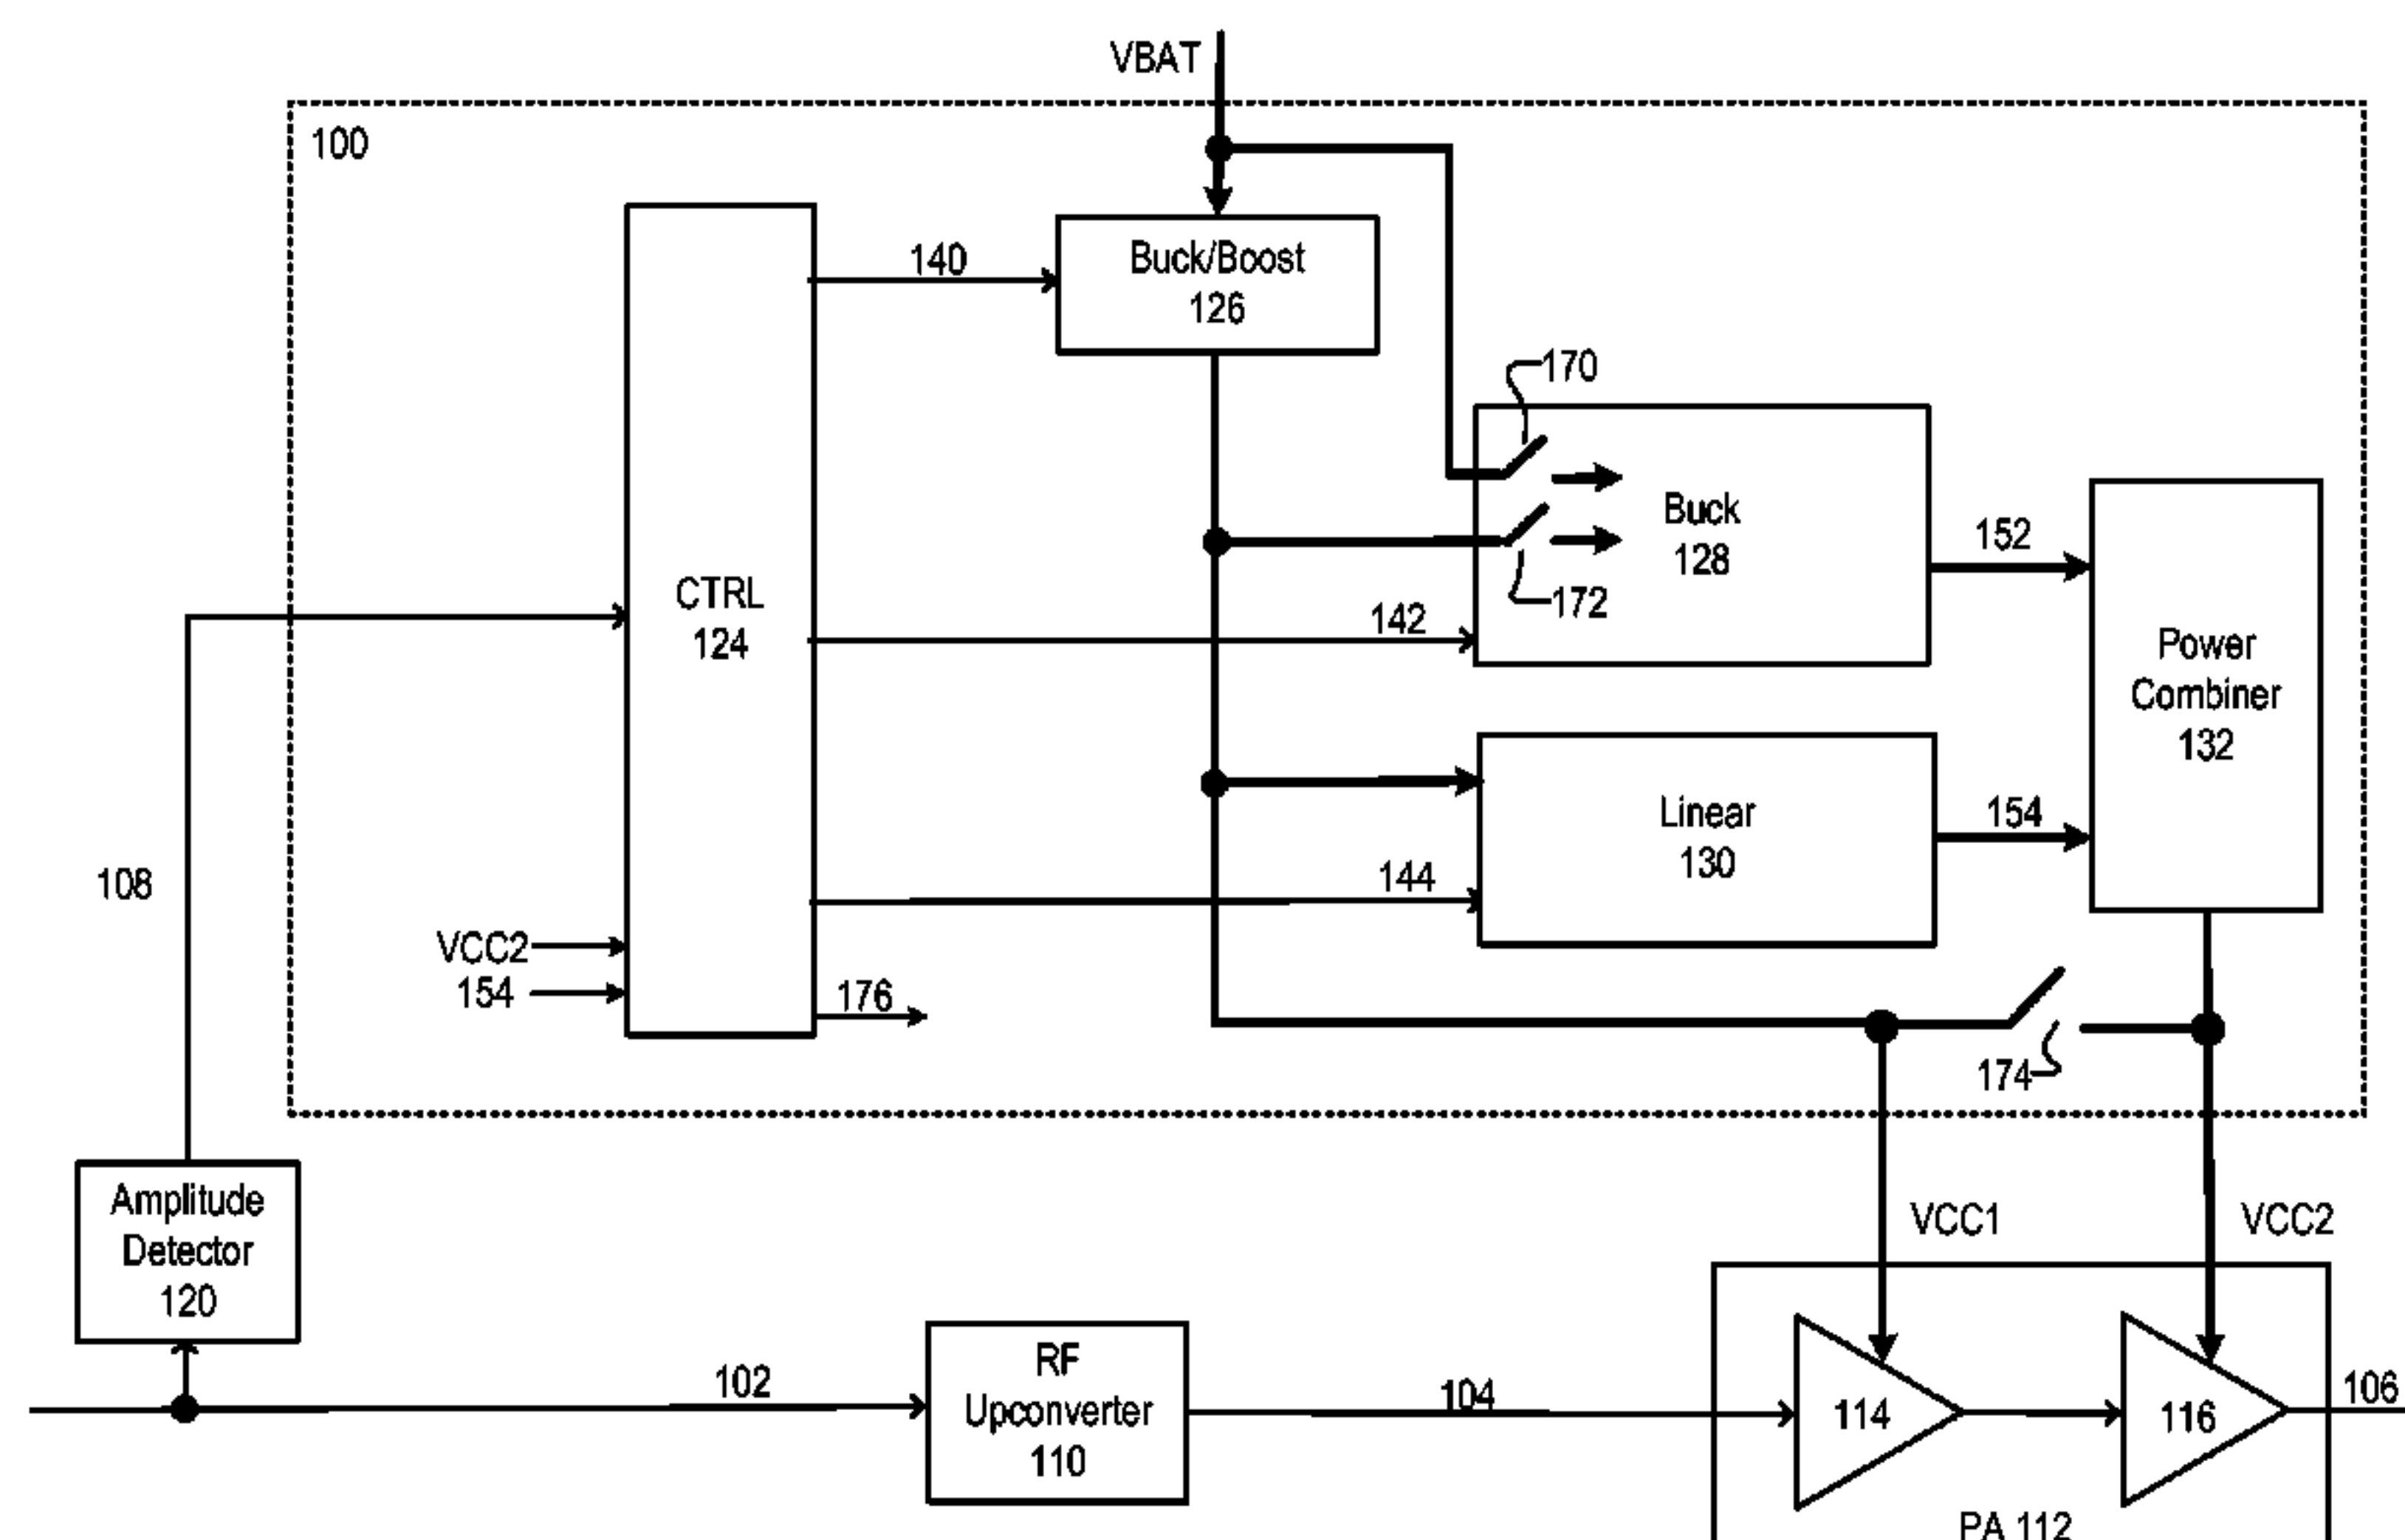 VBAT
100
140
Buck/Boost
126
170
Buck
128
172
152
CTRL
124
142
Power
Combiner
132
Linear
130
154
144
108
VCC2
154
176
174
Amplitude
Detector
120
VCC1
VCC2
102
RF
Upconverter
110
104
114
116
106
PA 112